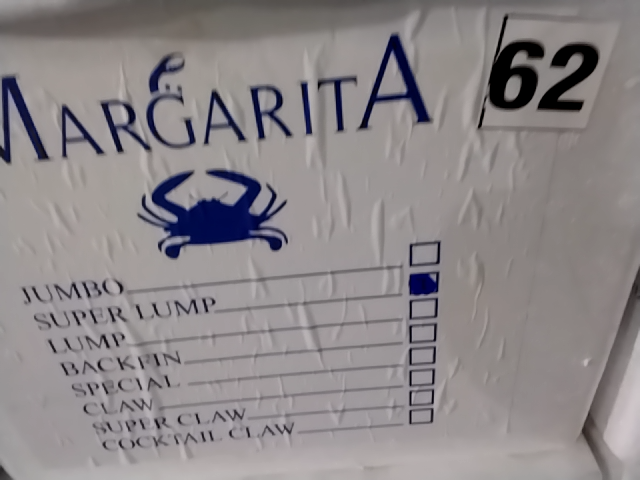 MARGARITA
62
JUMBO
SUPER LUMP
LUMP
BACKFIN
SPECIAL
CLAW
SUPER CLAW
COCKTAIL CLAW